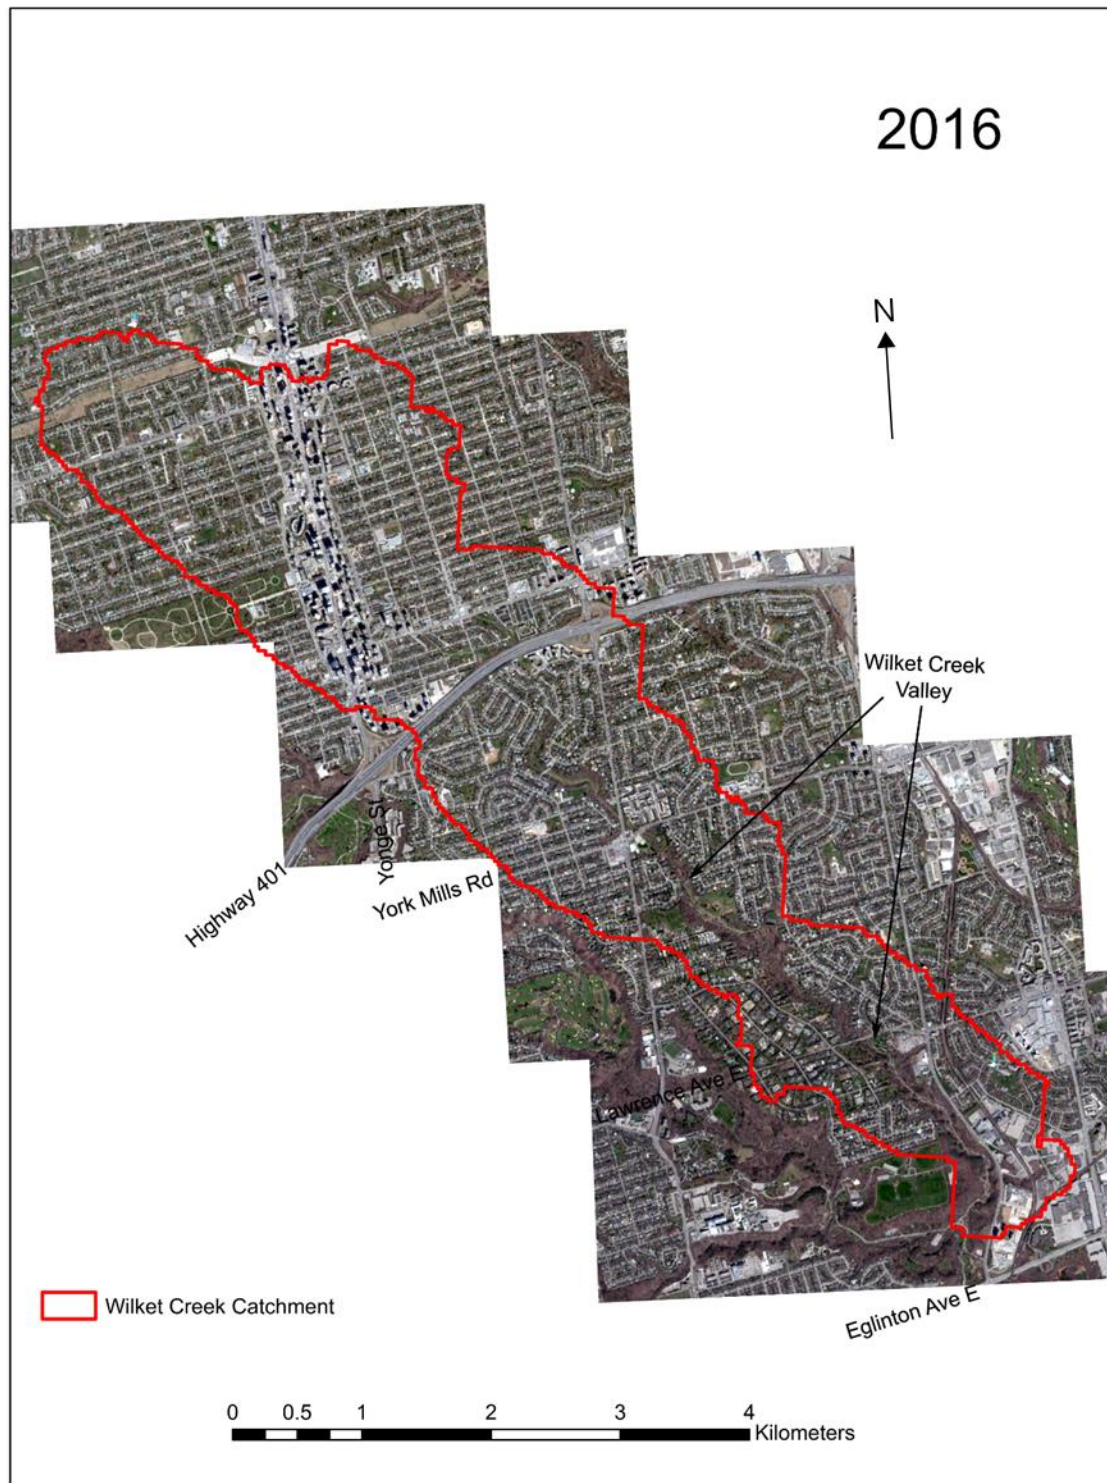 2016
N
Wilket Creek
Valley
Highway 401
Yonge St
York Mills Rd
Lawrence Ave E
Eglinton Ave E
Wilket Creek Catchment
0 0.5 1 2 3 4
Kilometers